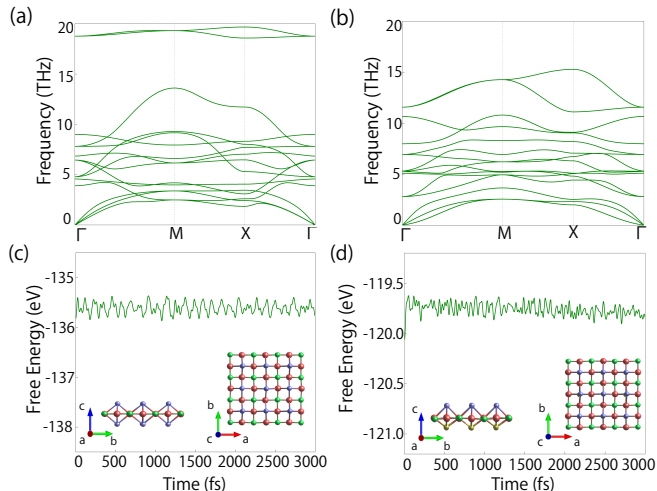 (a)
(b)
20
15
10
5
0
Frequency (THz)
Γ
M
X
Γ
20
15
10
5
0
Frequency (THz)
Γ
M
X
Γ
(c)
(d)
-135
-136
-137
-138
Free Energy (eV)
c
a
b
b
c
a
0
500
1000
1500
2000
2500
3000
Time (fs)
-119.5
-120.0
-120.5
-121.0
Free Energy (eV)
c
a
b
b
c
a
0
500
1000
1500
2000
2500
3000
Time (fs)